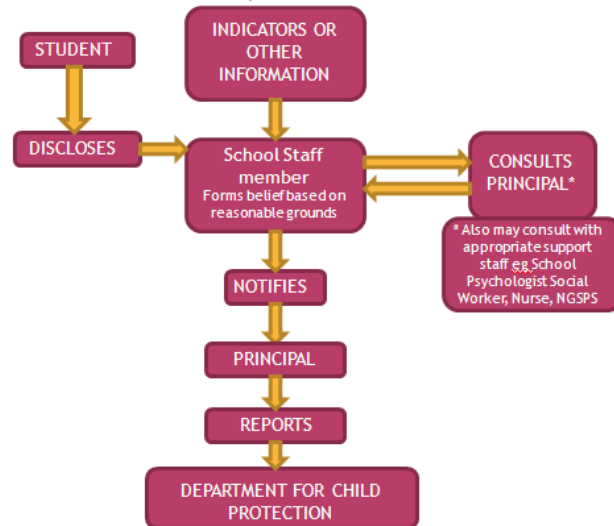 STUDENT
INDICATORS OR
OTHER
INFORMATION
DISCLOSES
School Staff
member
Forms belief based on
reasonable grounds
CONSULTS
PRINCIPAL*
* Also may consult with
appropriate support
staff eg School
Psychologist Social
Worker, Nurse, NGSPS
NOTIFIES
PRINCIPAL
REPORTS
DEPARTMENT FOR CHILD
PROTECTION